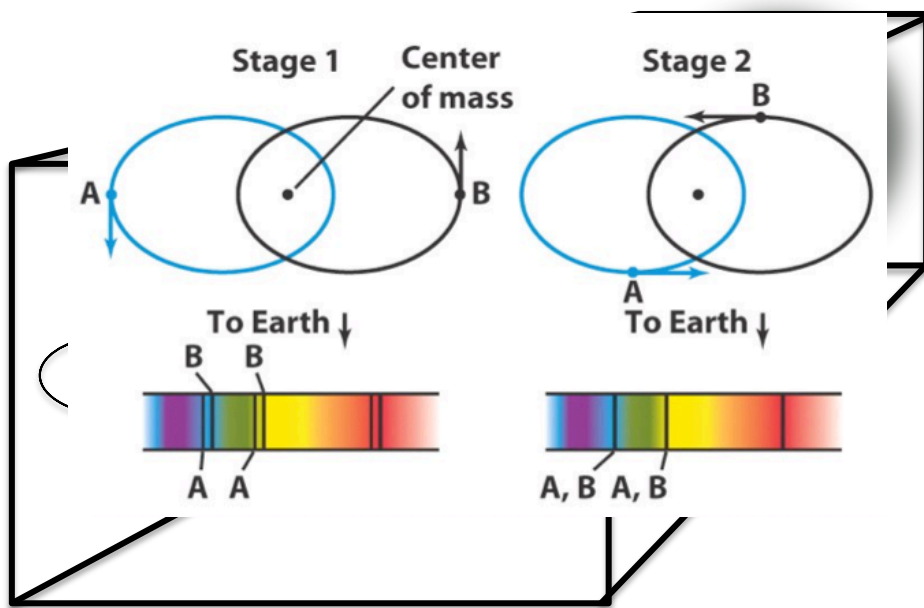 Stage 1
Center
of mass
Stage 2
B
A
B
A
To Earth
To Earth
B B
A A
A, B A, B